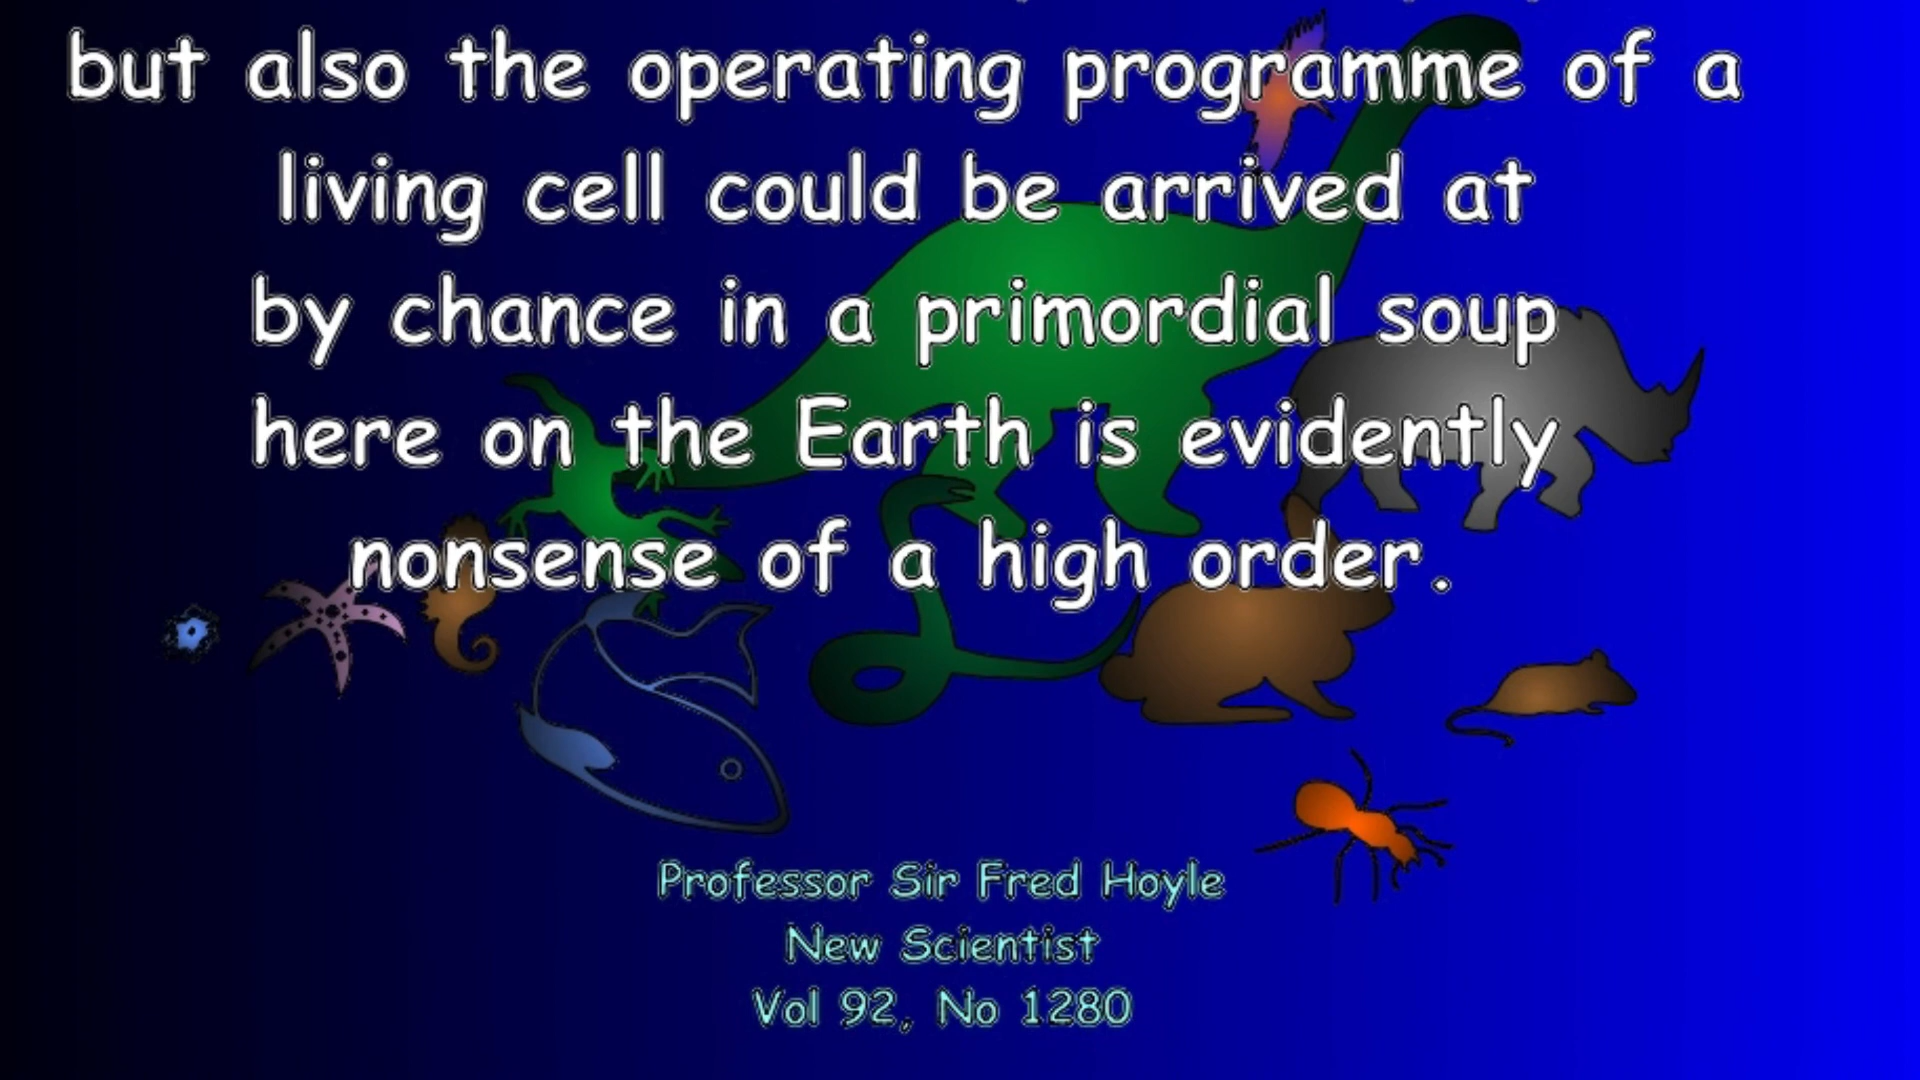 but also the operating programme of a
living cell could be arrived at
by chance in a primordial soup
here on the Earth is evidently
nonsense of a high order.
Professor Sir Fred Hoyle
New Scientist
Vol 92, No 1280